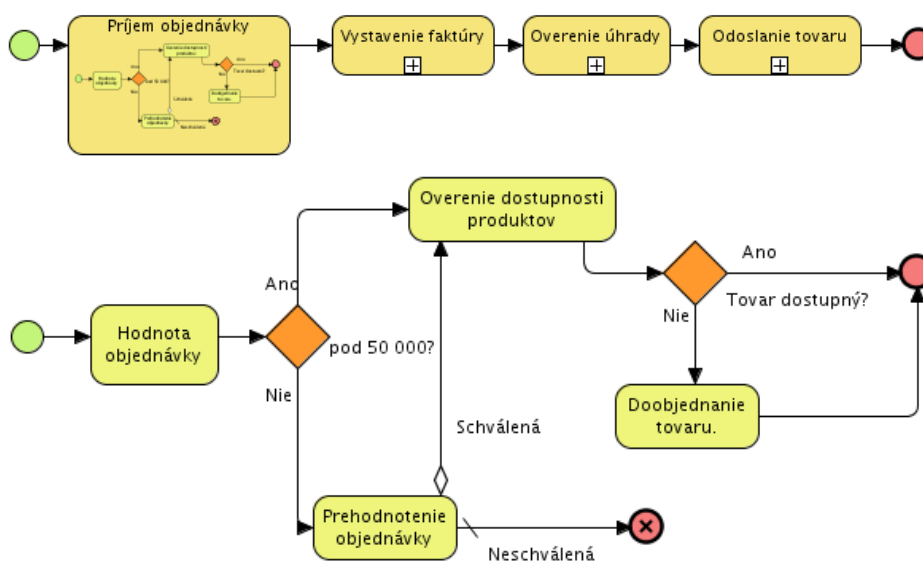 Príjem objednávky
Vystavenie faktúry
Overenie úhrady
Odoslanie tovaru
Overenie dostupnosti
produktov
Ano
Ano
Tovar dostupný?
Hodnota
objednávky
pod 50 000?
Nie
Nie
Doobjednanie
tovaru.
Schválená
Prehodnotenie
objednávky
Neschválená